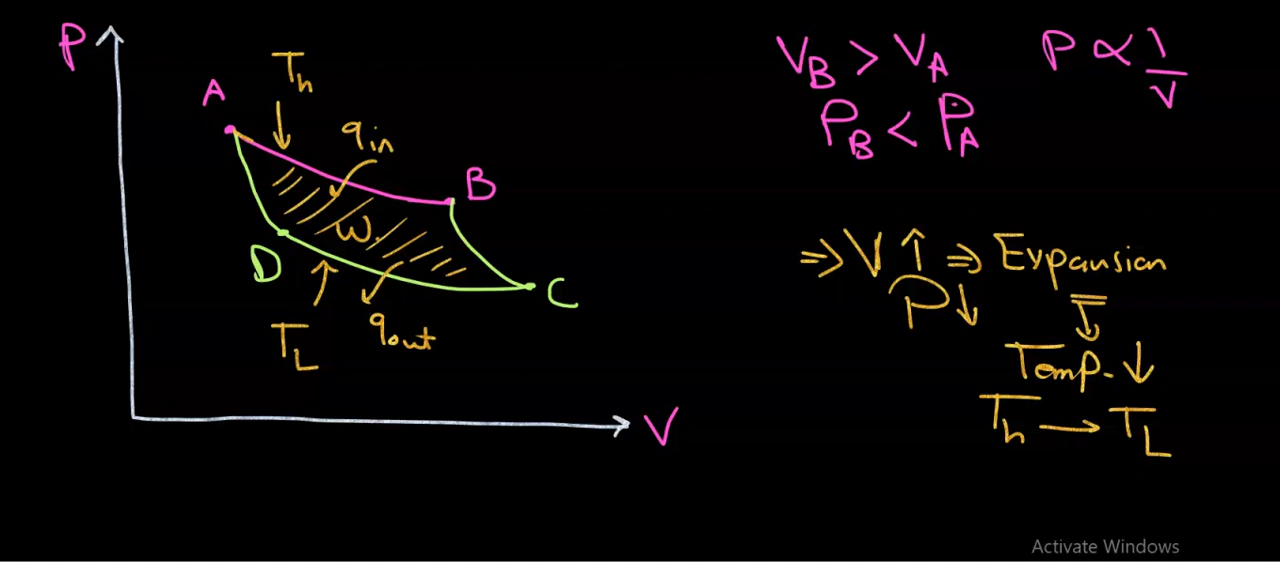 P
A
Th
qin
B
W.
D
C
TL
qout
V
VB > VA
P ∝ 1/V
PB < PA
⇒ V ↑ ⇒ Expansion
P ↓
⇓
Temp. ↓
Th → TL
Activate Windows